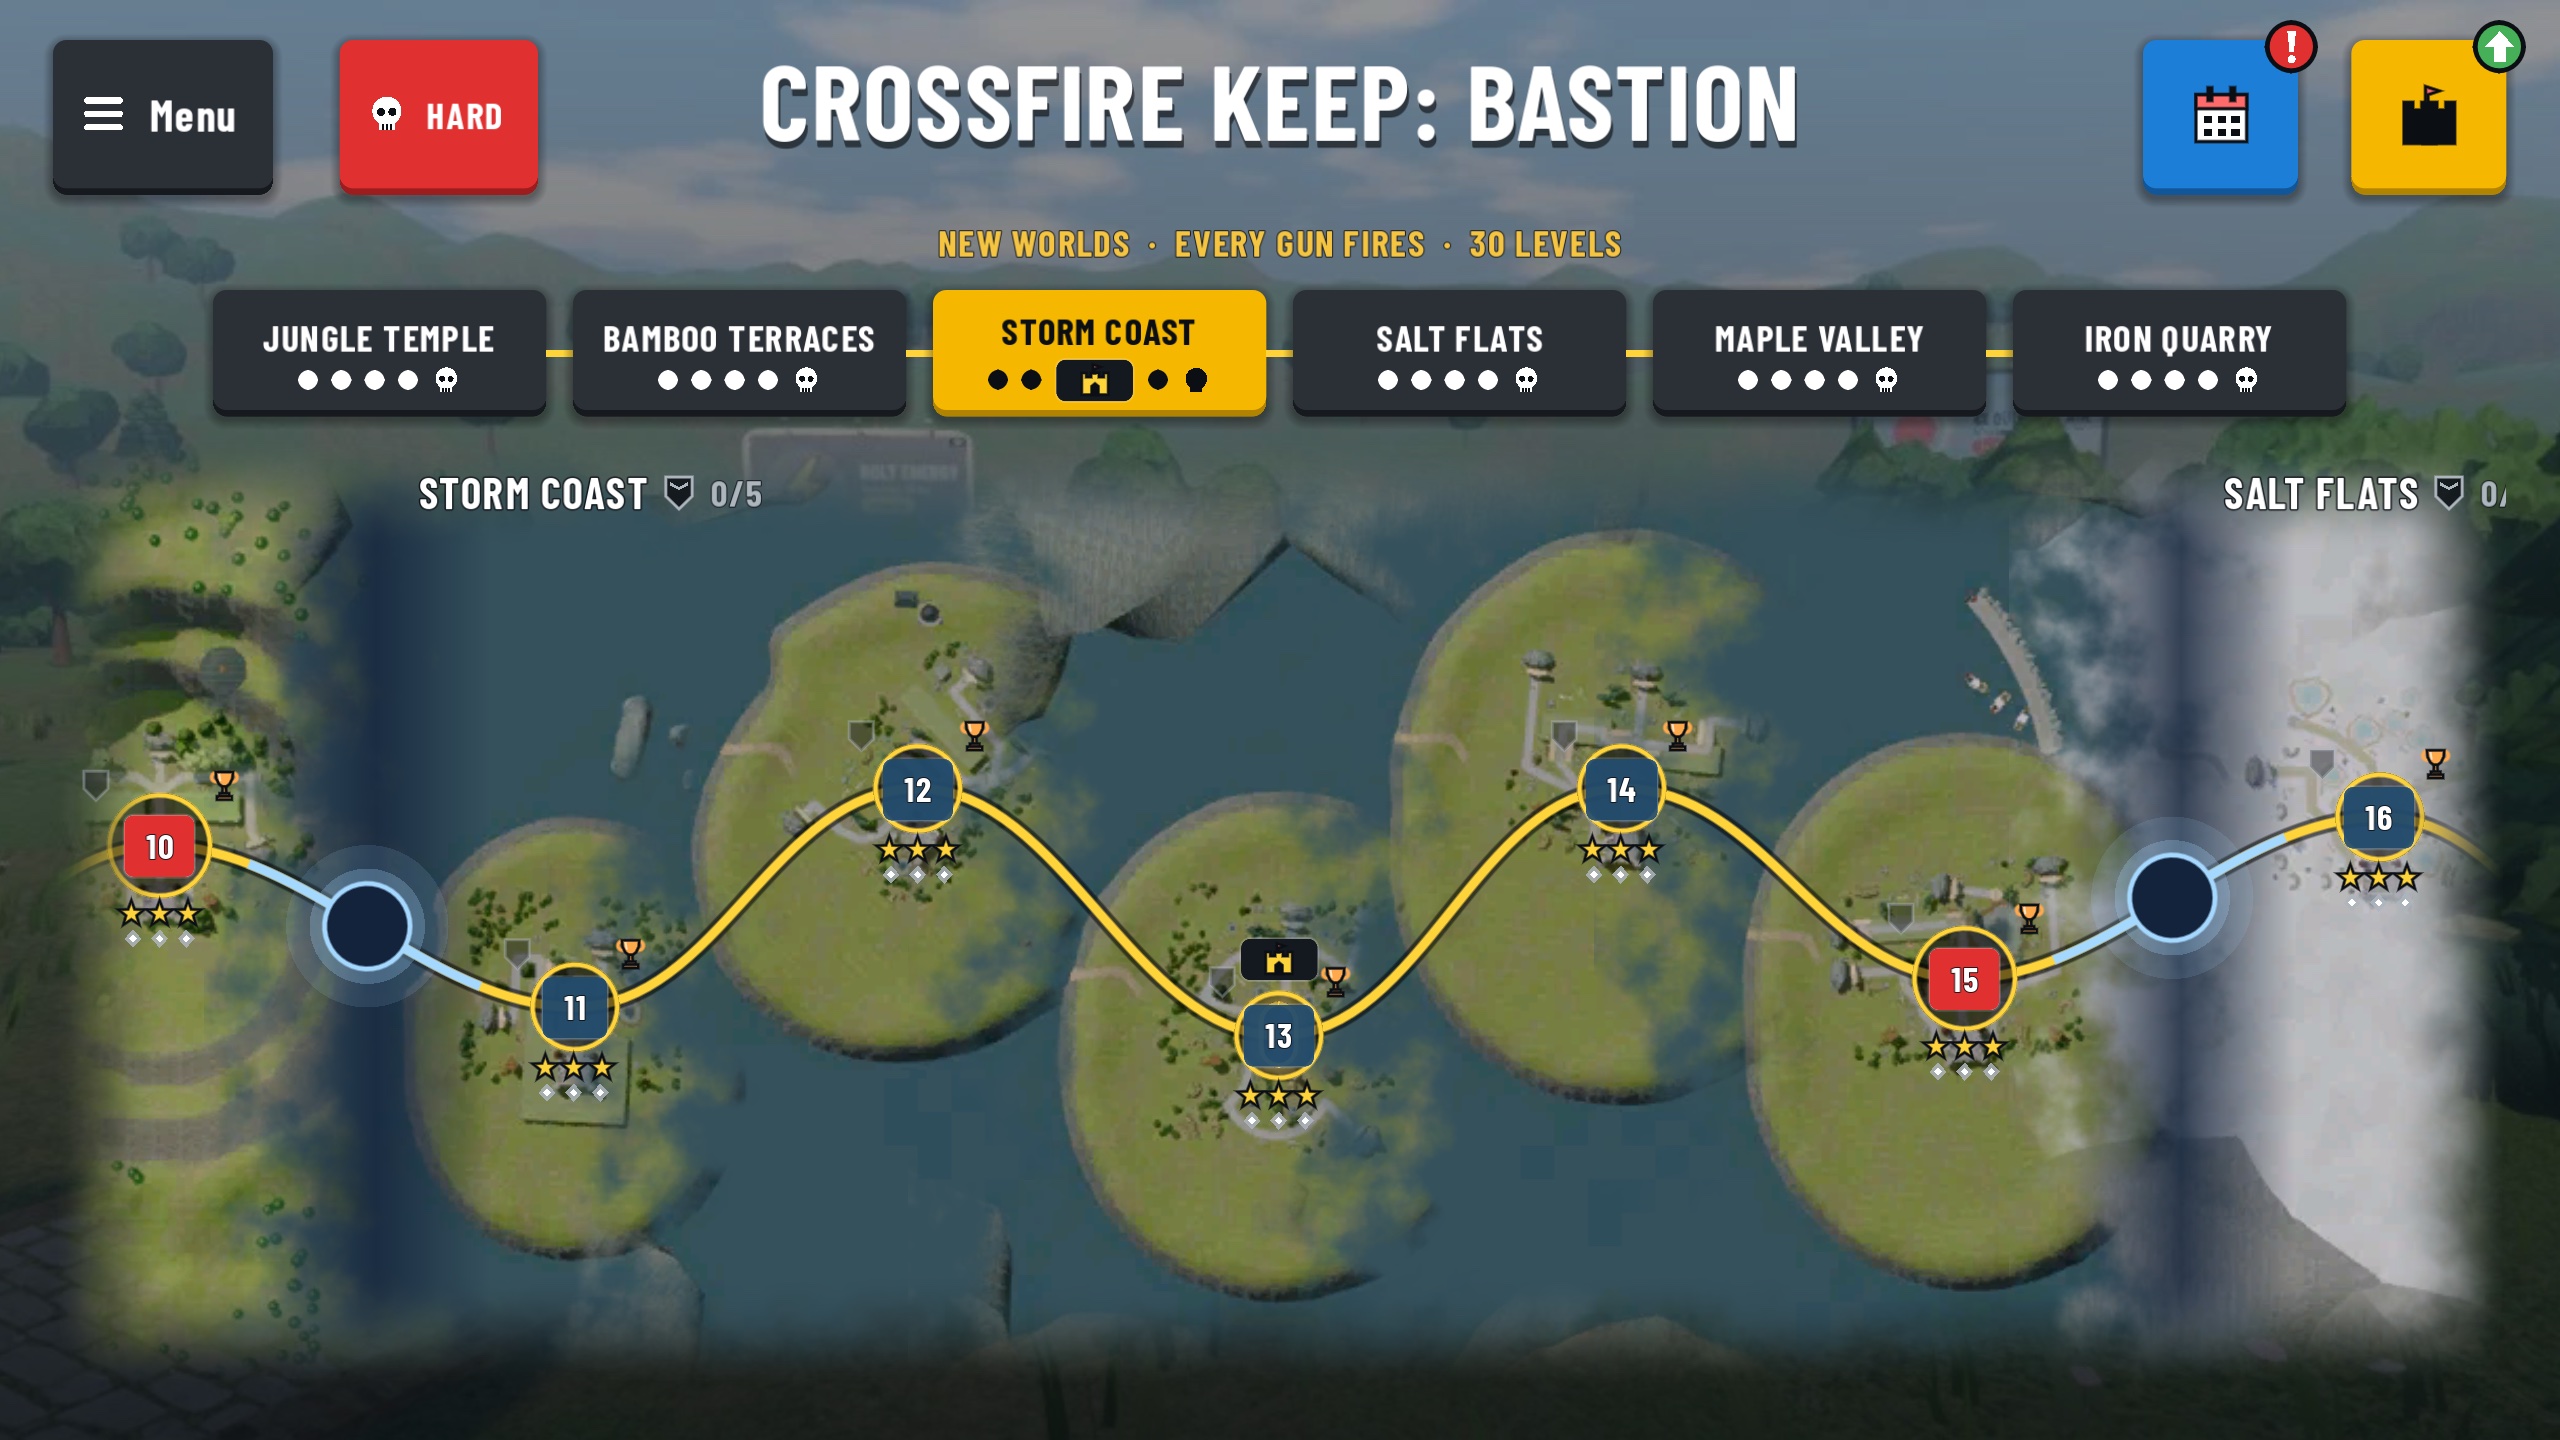 Menu
HARD
CROSSFIRE KEEP: BASTION
NEW WORLDS · EVERY GUN FIRES · 30 LEVELS
JUNGLE TEMPLE
BAMBOO TERRACES
STORM COAST
SALT FLATS
MAPLE VALLEY
IRON QUARRY
STORM COAST 0/5
SALT FLATS 0/
10
11
12
13
14
15
16